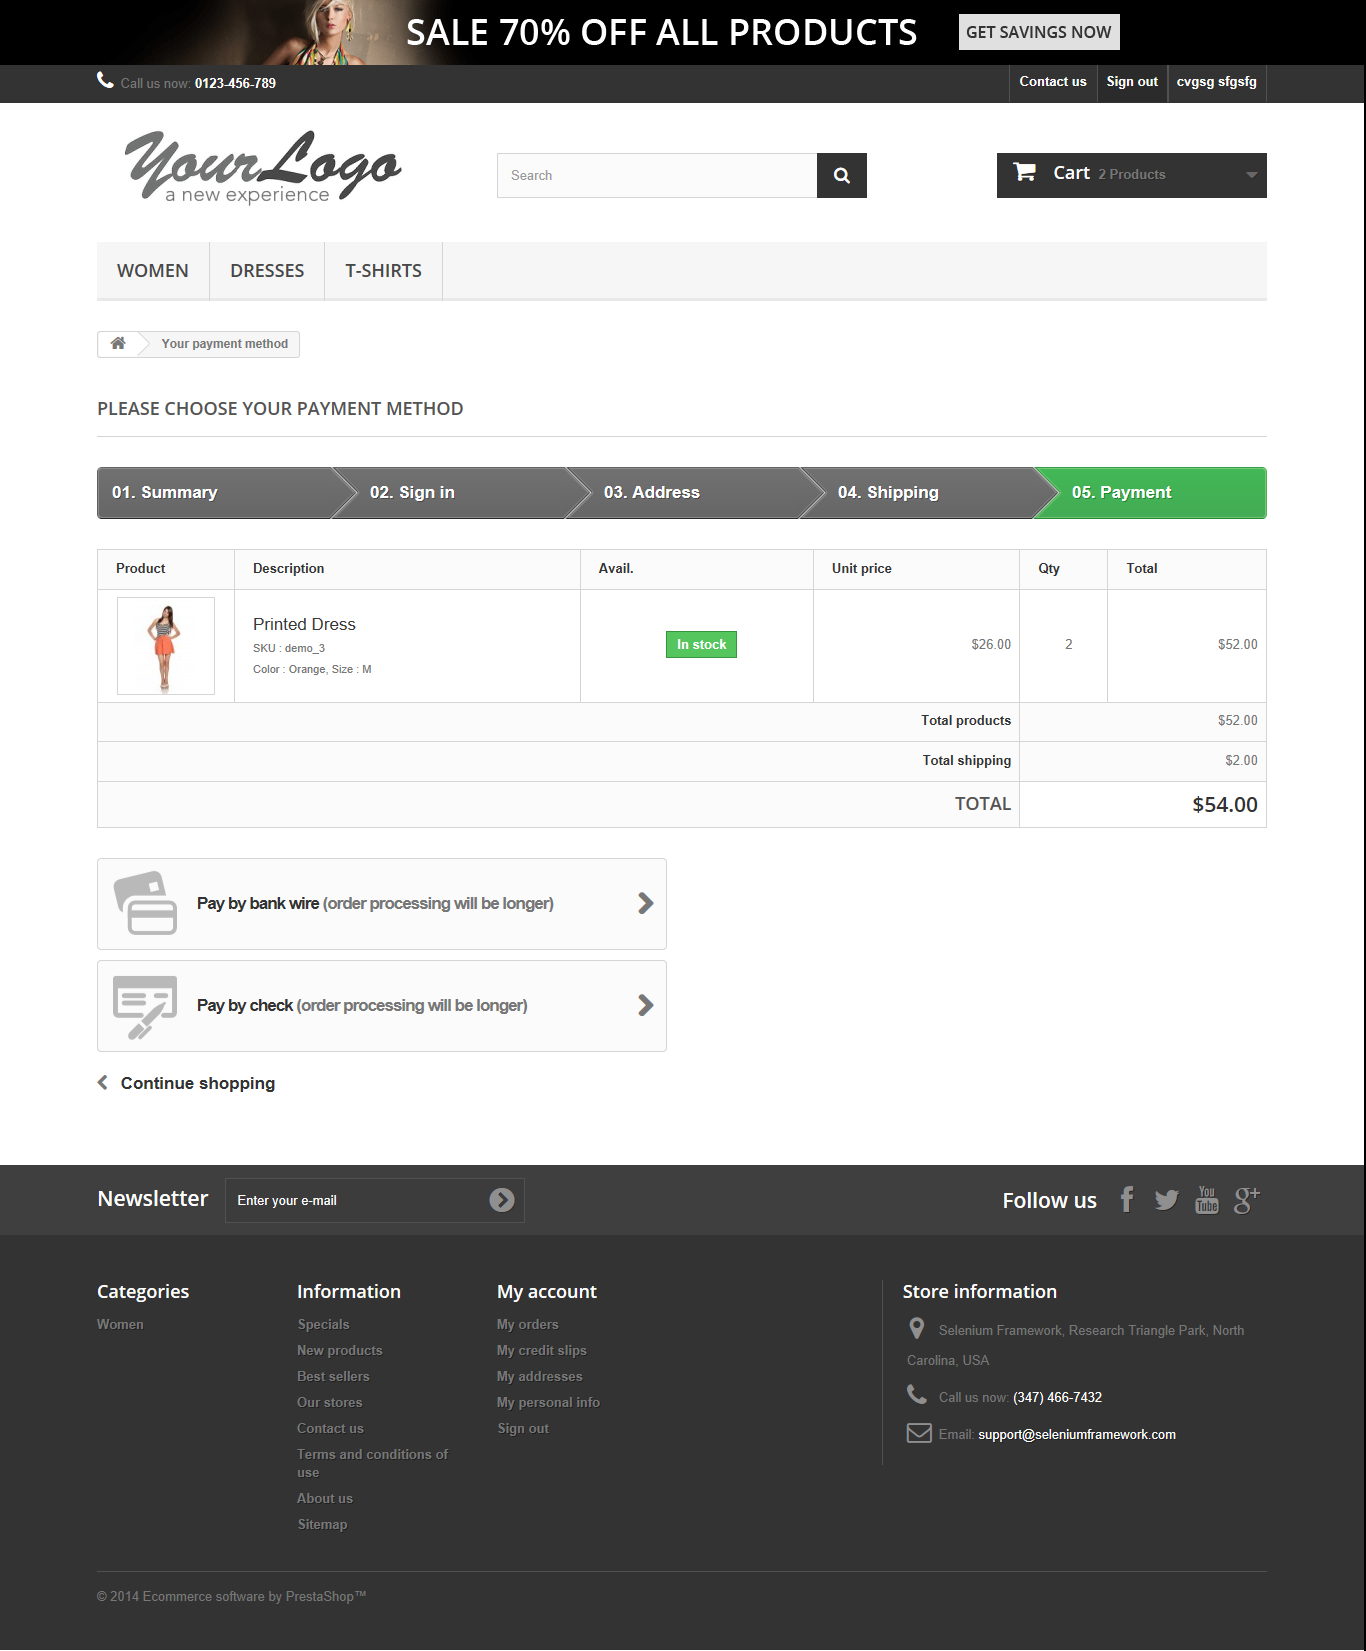 SALE 70% OFF ALL PRODUCTS GET SAVINGS NOW
Call us now: 0123-456-789 Contact us Sign out cvgsg sfgsfg
YourLogo
a new experience
Search
Cart 2 Products
WOMEN DRESSES T-SHIRTS
Your payment method
PLEASE CHOOSE YOUR PAYMENT METHOD
01. Summary 02. Sign in 03. Address 04. Shipping 05. Payment
Product Description Avail. Unit price Qty Total
Printed Dress
SKU : demo_3
Color : Orange, Size : M
In stock $26.00 2 $52.00
Total products $52.00
Total shipping $2.00
TOTAL $54.00
Pay by bank wire (order processing will be longer)
Pay by check (order processing will be longer)
Continue shopping
Newsletter Enter your e-mail Follow us
You
Tube
Categories
Women
Information
Specials
New products
Best sellers
Our stores
Contact us
Terms and conditions of
use
About us
Sitemap
My account
My orders
My credit slips
My addresses
My personal info
Sign out
Store information
Selenium Framework, Research Triangle Park, North
Carolina, USA
Call us now: (347) 466-7432
Email: support@seleniumframework.com
© 2014 Ecommerce software by PrestaShop™